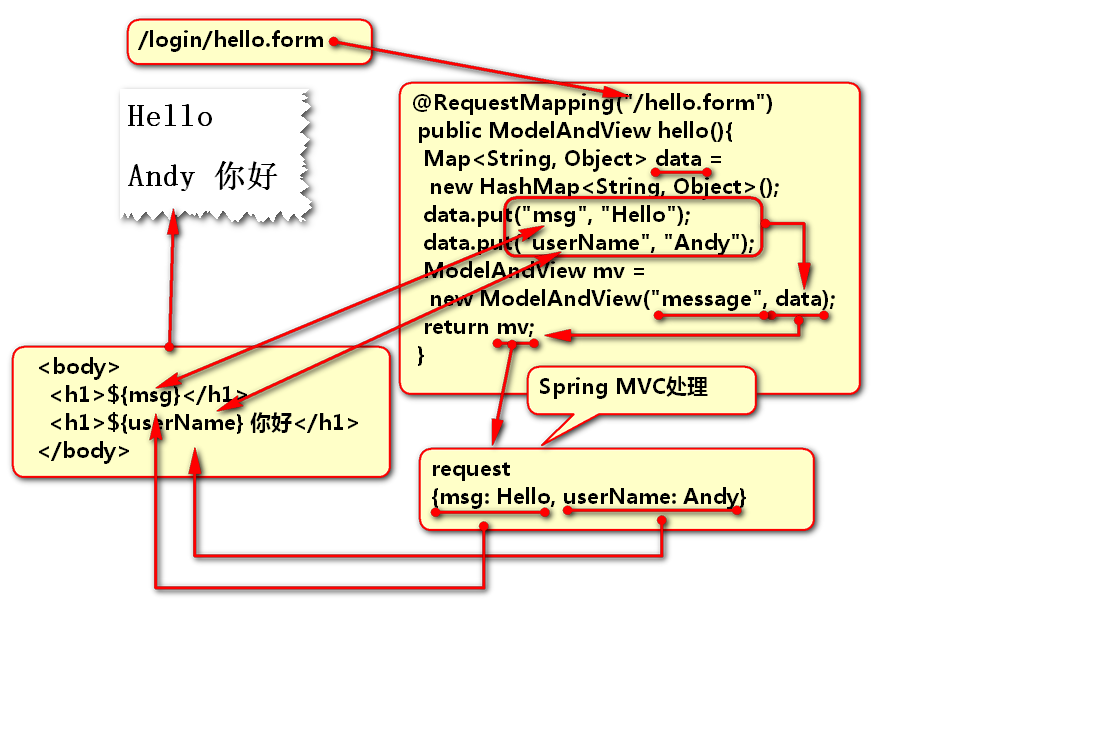 /login/hello.form
Hello
Andy 你好
@RequestMapping("/hello.form")
public ModelAndView hello(){
Map<String, Object> data =
new HashMap<String, Object>();
data.put("msg", "Hello");
data.put("userName", "Andy");
ModelAndView mv =
new ModelAndView("message", data);
return mv;
}
<body>
<h1>${msg}</h1>
<h1>${userName} 你好</h1>
</body>
Spring MVC处理
request
{msg: Hello, userName: Andy}